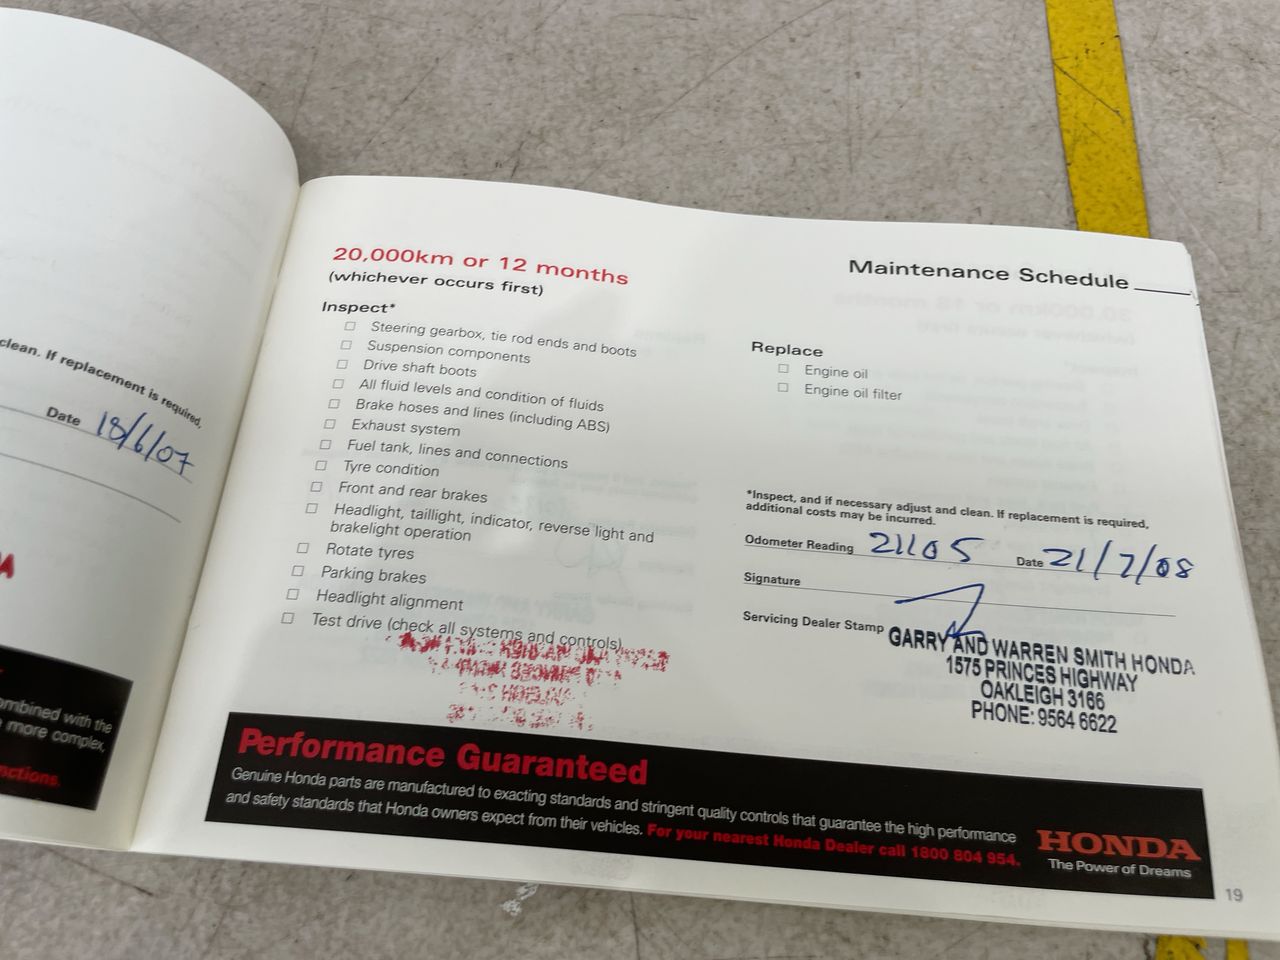 clean. If replacement is required,
Date 18/6/07
ombined with the
more complex,
nctions.
20,000km or 12 months
(whichever occurs first)
Maintenance Schedule
Inspect*
Steering gearbox, tie rod ends and boots
Suspension components
Drive shaft boots
All fluid levels and condition of fluids
Brake hoses and lines (including ABS)
Exhaust system
Fuel tank, lines and connections
Tyre condition
Front and rear brakes
Headlight, taillight, indicator, reverse light and
brakelight operation
Rotate tyres
Parking brakes
Headlight alignment
Test drive (check all systems and controls)
Replace
Engine oil
Engine oil filter
*Inspect, and if necessary adjust and clean. If replacement is required,
additional costs may be incurred.
Odometer Reading 21105 Date 21/7/08
Signature
Servicing Dealer Stamp
GARRY AND WARREN SMITH HONDA
1575 PRINCES HIGHWAY
OAKLEIGH 3166
PHONE: 9564 6622
Performance Guaranteed
Genuine Honda parts are manufactured to exacting standards and stringent quality controls that guarantee the high performance
and safety standards that Honda owners expect from their vehicles. For your nearest Honda Dealer call 1800 804 954.
HONDA
The Power of Dreams
19